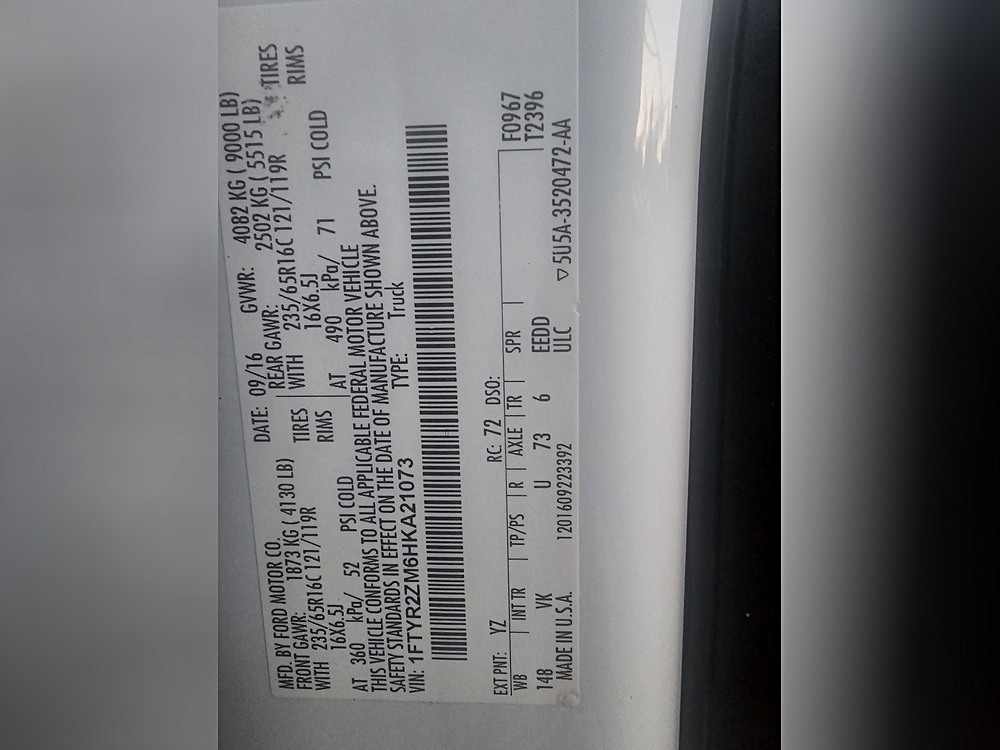 MFD. BY FORD MOTOR CO. DATE: 09/16 GVWR: 4082 KG ( 9000 LB)
FRONT GAWR: 1873 KG ( 4130 LB) REAR GAWR: 2502 KG ( 5515 LB)
WITH 235/65R16C 121/119R TIRES WITH 235/65R16C 121/119R TIRES
16X6.5J RIMS 16X6.5J RIMS
AT 360 kPa/ 52 PSI COLD AT 490 kPa/ 71 PSI COLD
THIS VEHICLE CONFORMS TO ALL APPLICABLE FEDERAL MOTOR VEHICLE
SAFETY STANDARDS IN EFFECT ON THE DATE OF MANUFACTURE SHOWN ABOVE.
VIN: 1FTYR2ZM6HKA21073 TYPE: Truck
EXT PNT: YZ RC: 72 DSO: F0967
WB INT TR TP/PS R AXLE TR SPR T2396
148 VK U 73 6 EEDD
MADE IN U.S.A. 1201609223392 ULC ▽5U5A-3520472-AA